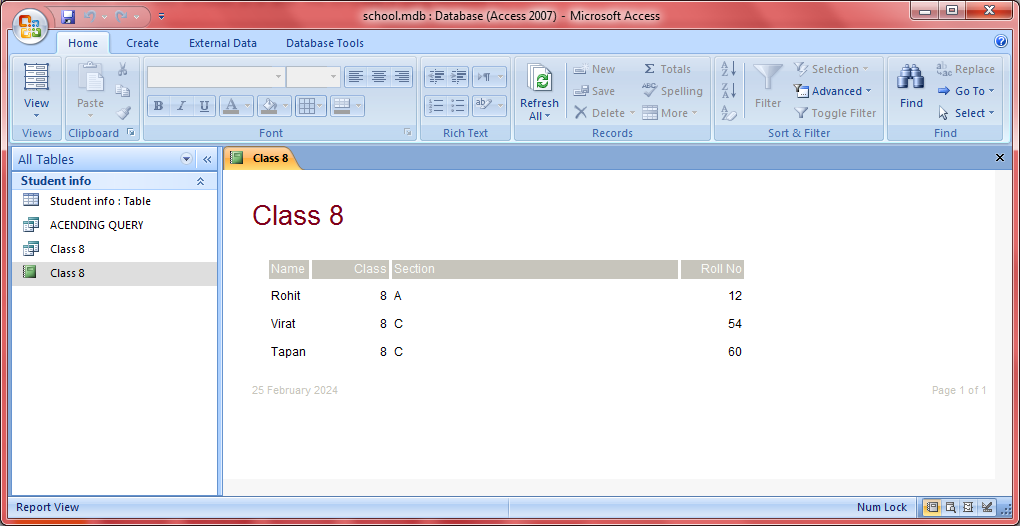 school.mdb : Database (Access 2007) - Microsoft Access
Home Create External Data Database Tools
View Paste B I U Refresh All New Save Delete Totals Spelling More Filter Selection Advanced Toggle Filter Find Replace Go To Select
Views Clipboard Font Rich Text Records Sort & Filter Find
All Tables
Student info
Student info : Table
ACENDING QUERY
Class 8
Class 8
Class 8
Class 8
Name Class Section Roll No
Rohit 8 A 12
Virat 8 C 54
Tapan 8 C 60
25 February 2024 Page 1 of 1
Report View Num Lock